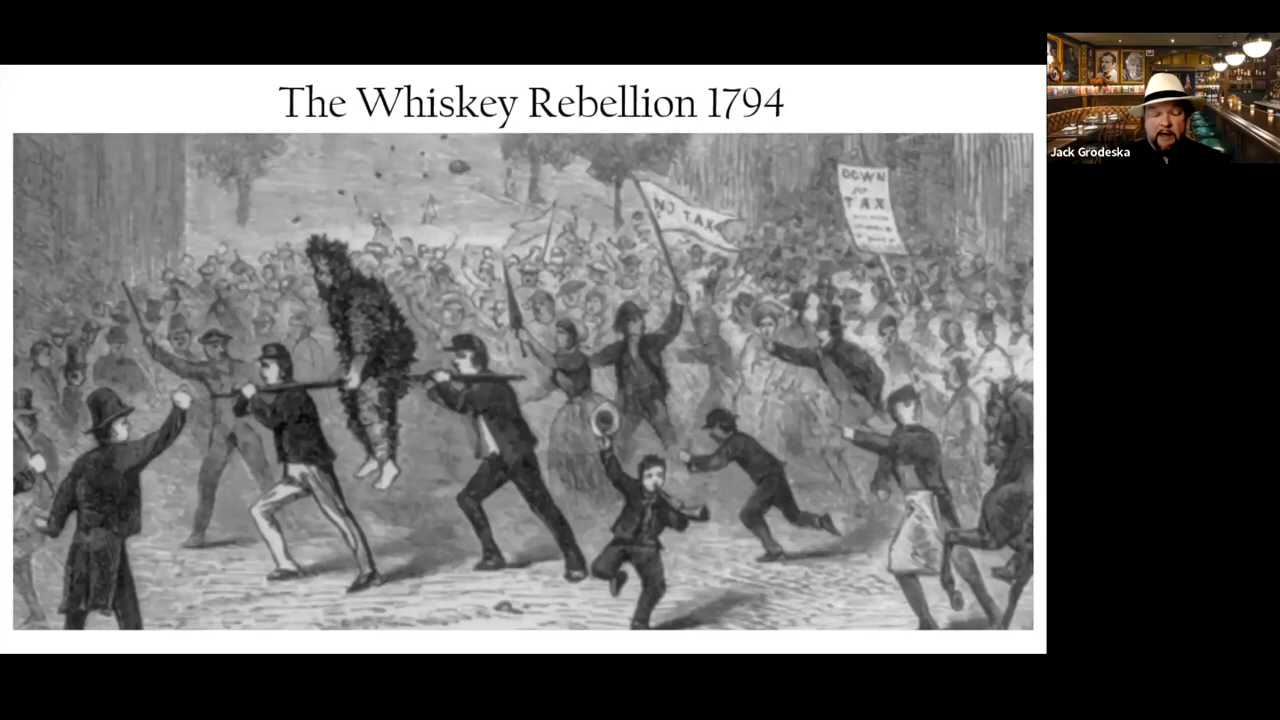 The Whiskey Rebellion 1794
NO TAX
DOWN
TAX
Jack Grodeska